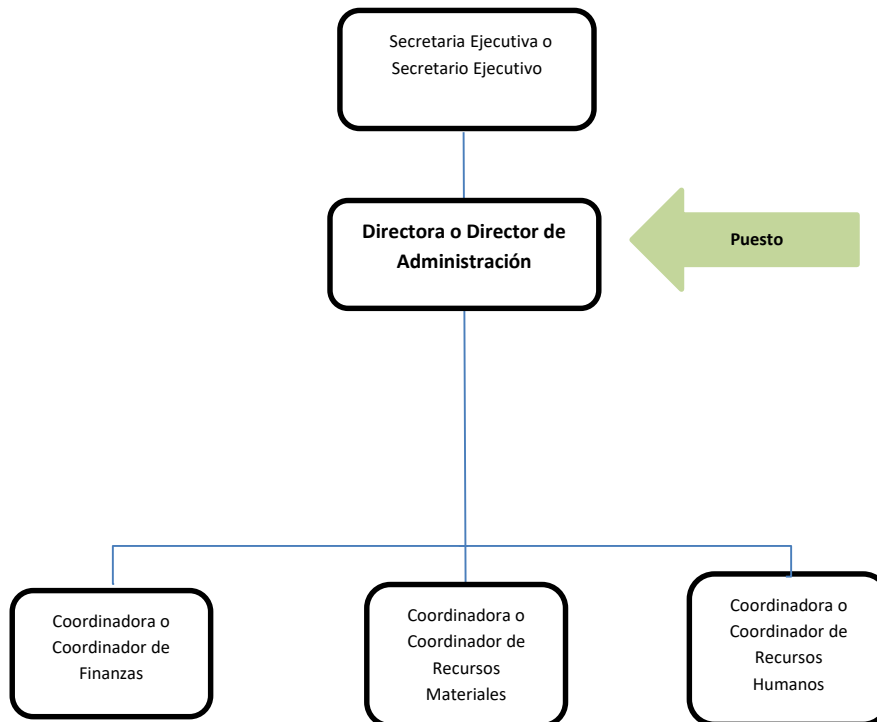 Secretaria Ejecutiva o
Secretario Ejecutivo
Directora o Director de
Administración
Puesto
Coordinadora o
Coordinador de
Finanzas
Coordinadora o
Coordinador de
Recursos
Materiales
Coordinadora o
Coordinador de
Recursos
Humanos